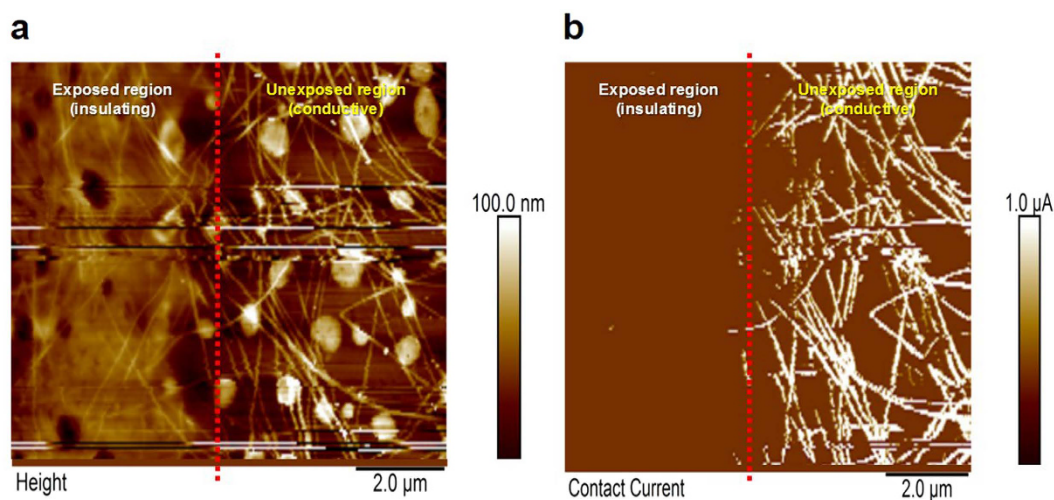 a
Exposed region
(insulating)
Unexposed region
(conductive)
100.0 nm
Height
2.0 µm
b
Exposed region
(insulating)
Unexposed region
(conductive)
1.0 µA
Contact Current
2.0 µm